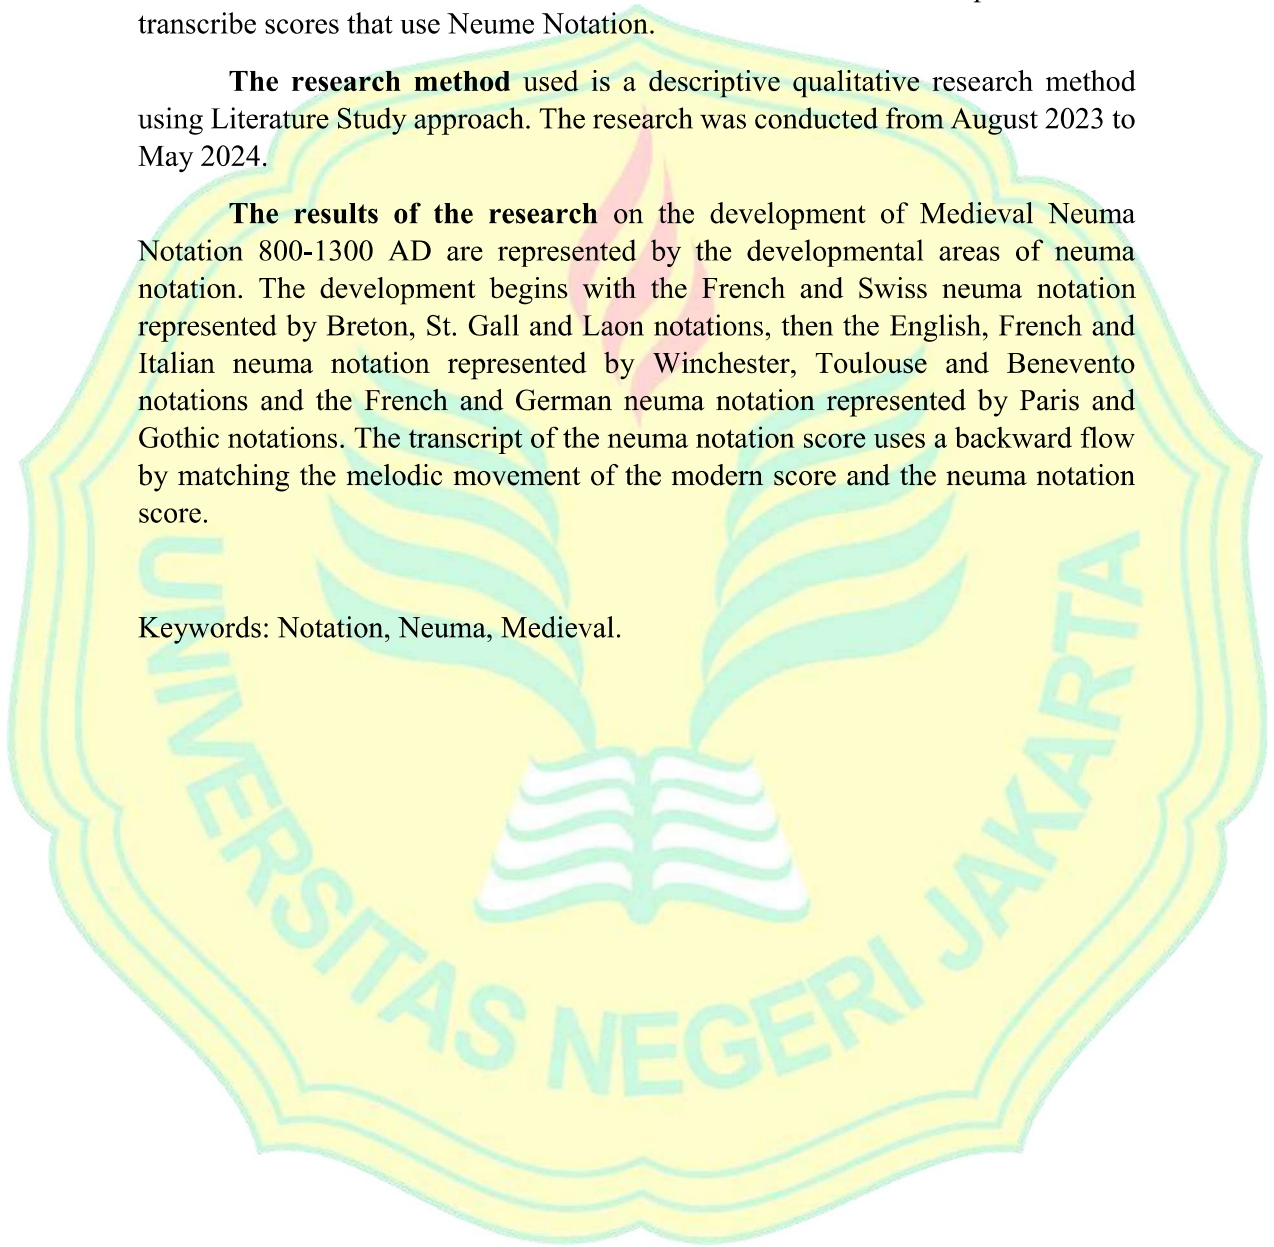 transcribe scores that use Neume Notation.
The research method used is a descriptive qualitative research method
using Literature Study approach. The research was conducted from August 2023 to
May 2024.
The results of the research on the development of Medieval Neuma
Notation 800-1300 AD are represented by the developmental areas of neuma
notation. The development begins with the French and Swiss neuma notation
represented by Breton, St. Gall and Laon notations, then the English, French and
Italian neuma notation represented by Winchester, Toulouse and Benevento
notations and the French and German neuma notation represented by Paris and
Gothic notations. The transcript of the neuma notation score uses a backward flow
by matching the melodic movement of the modern score and the neuma notation
score.
Keywords: Notation, Neuma, Medieval.
UNIVERSITAS NEGERI JAKARTA